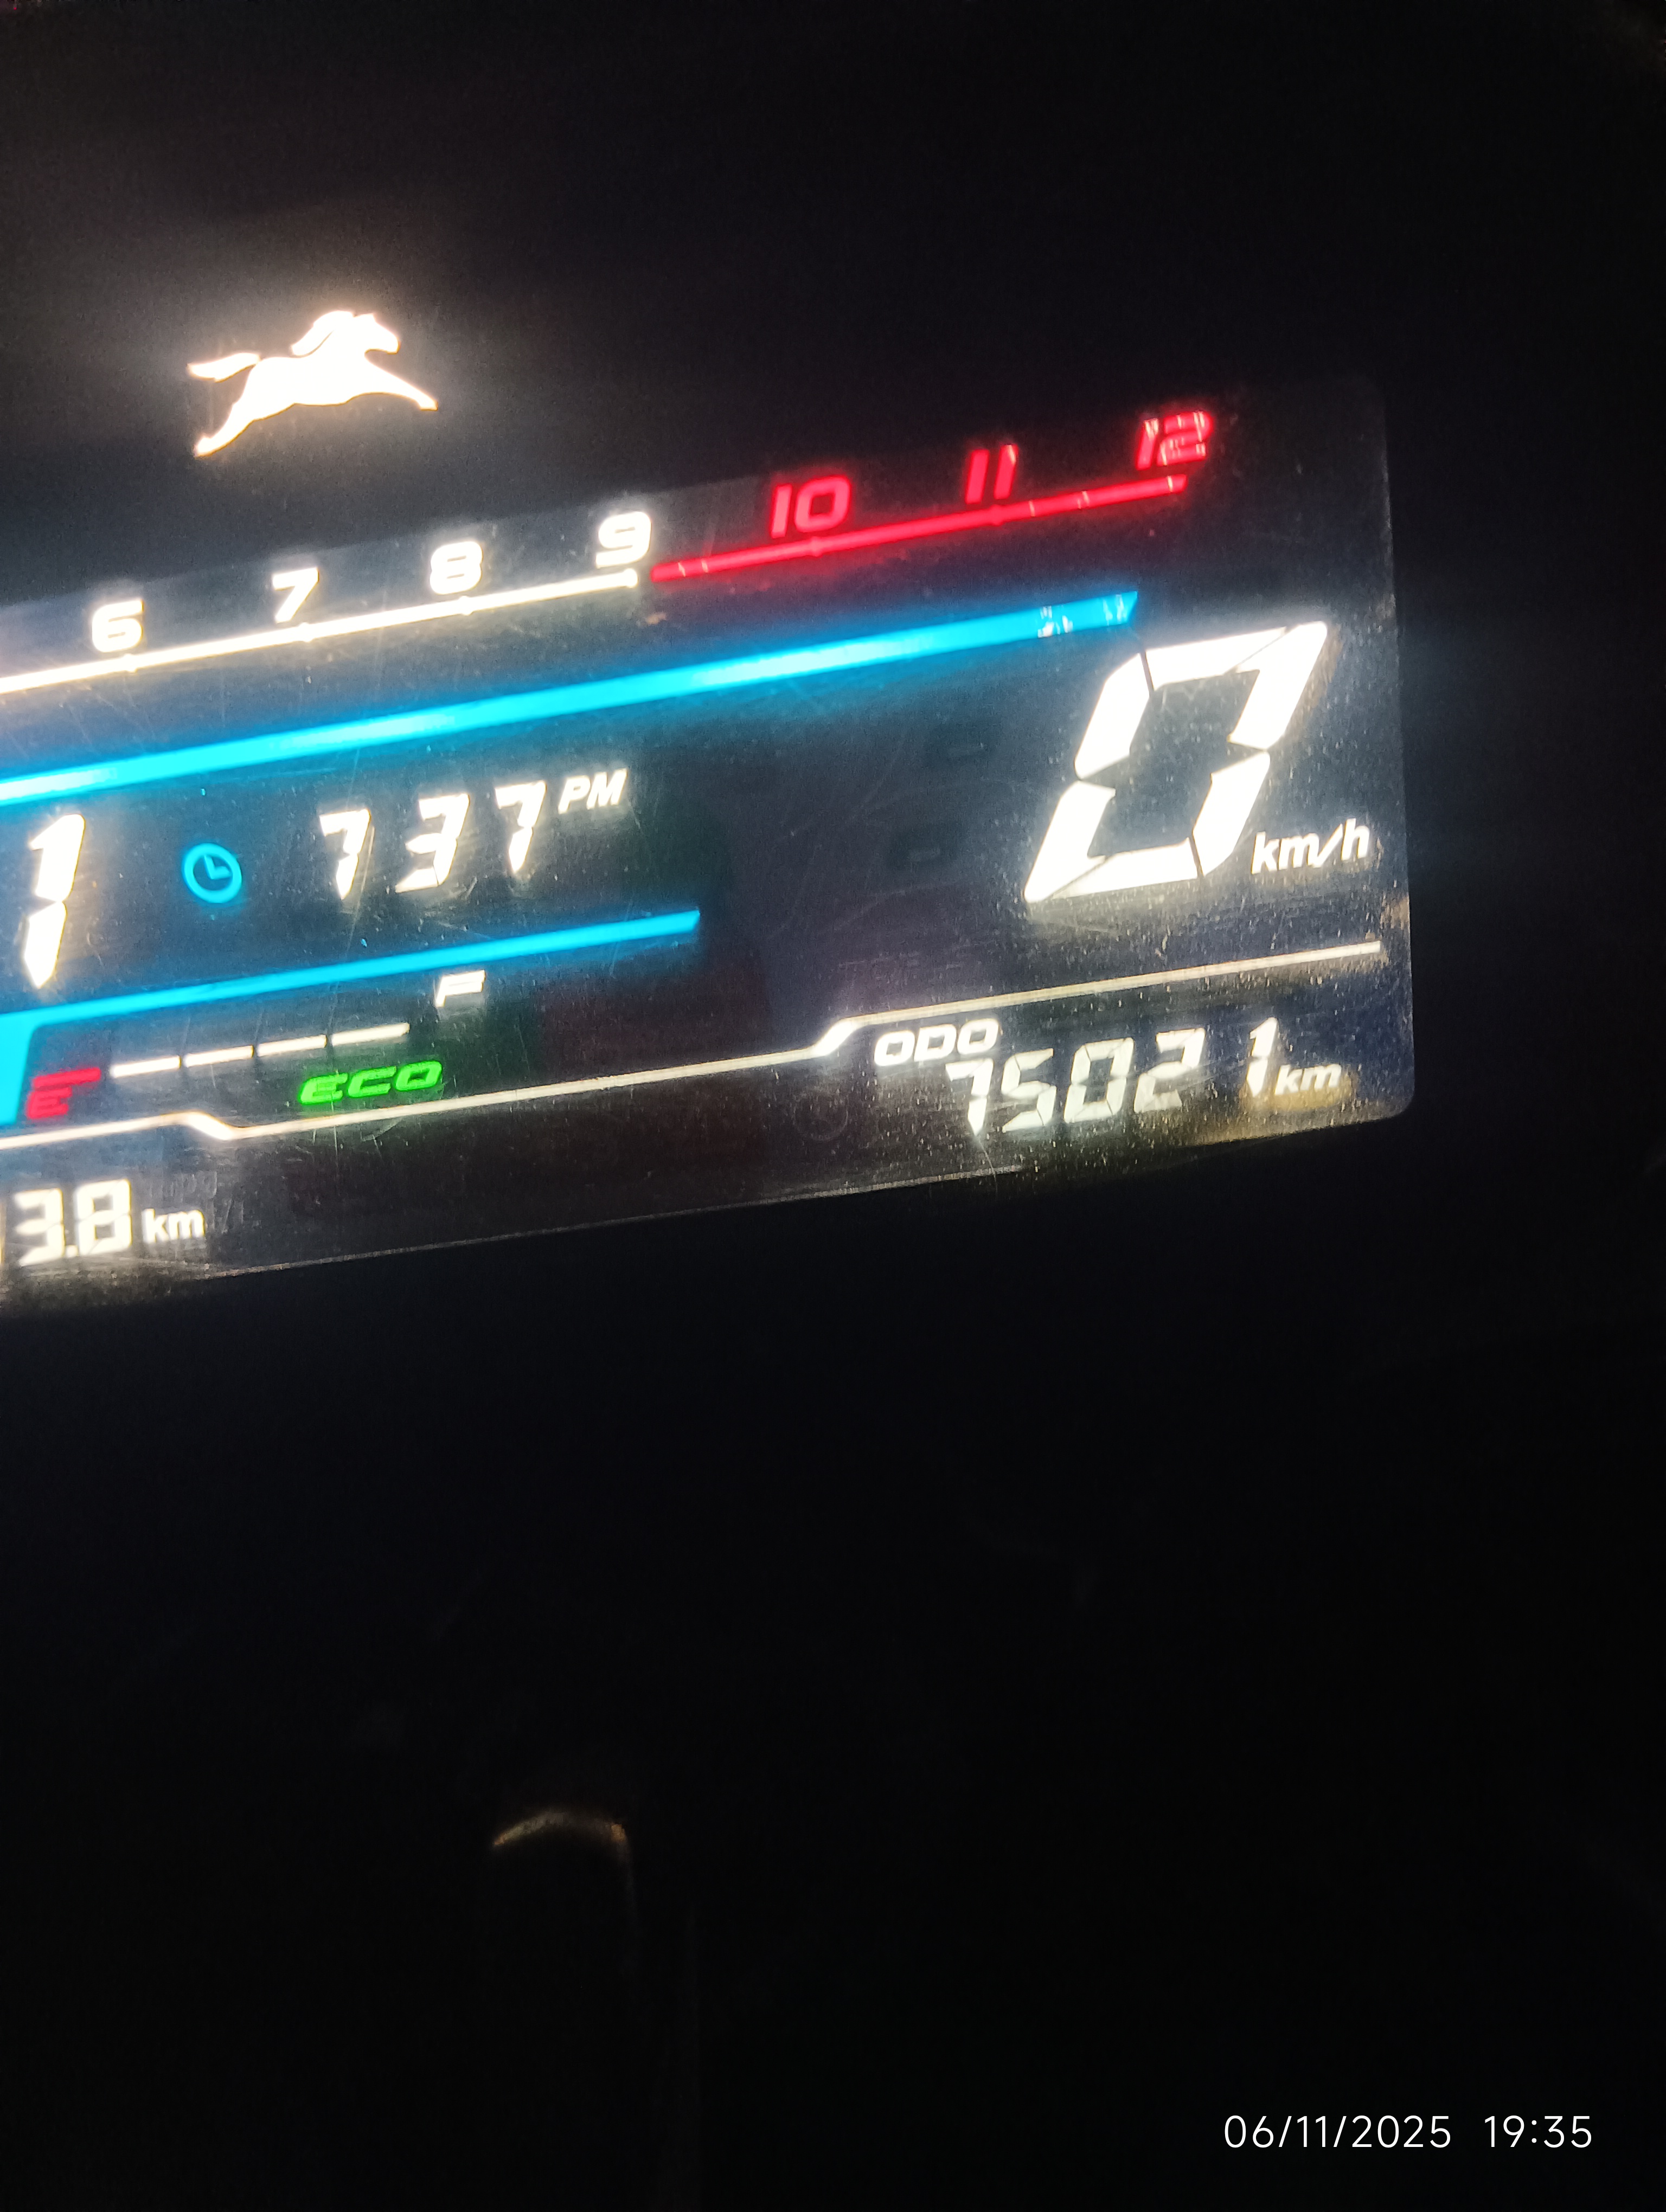 6 7 8 9 10 11 12
1 7 37 PM 0 km/h
E F
ECO
ODO
75021 km
3.8 km
06/11/2025 19:35